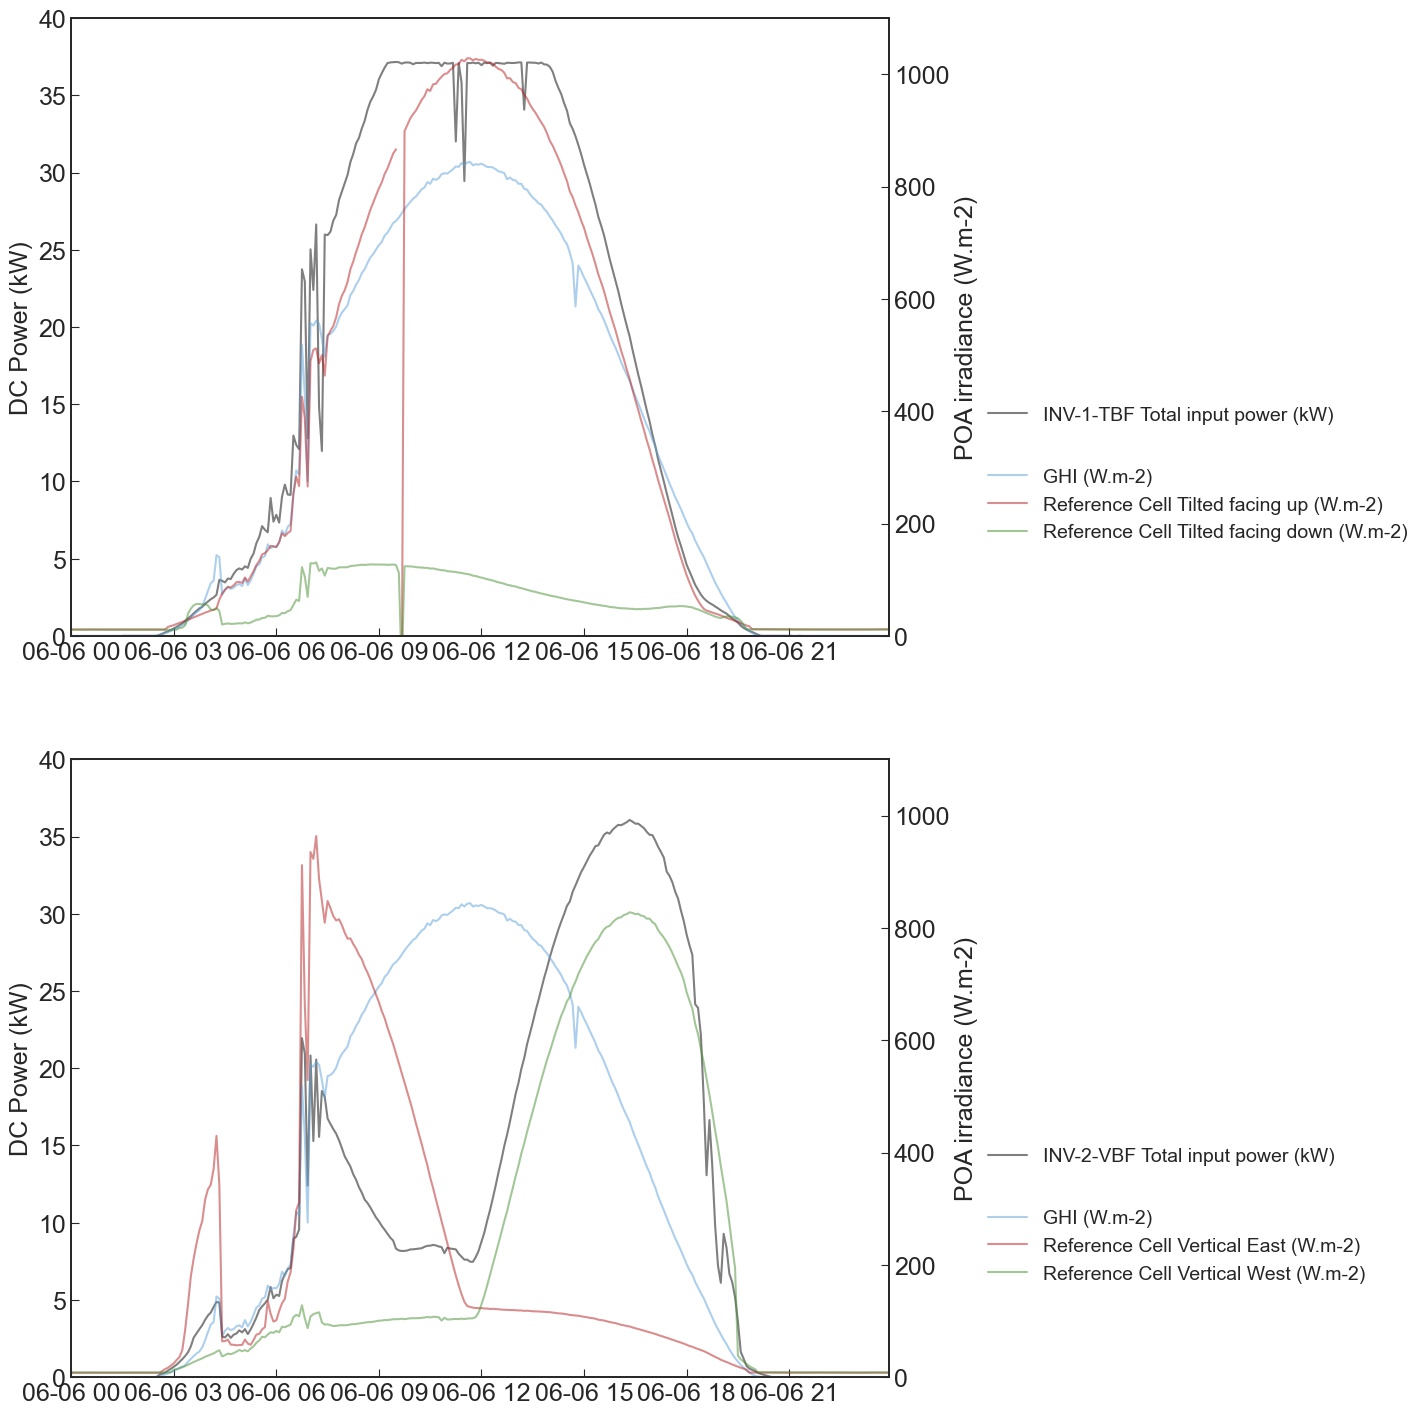 40
35
30
25
20
15
10
5
0
DC Power (kW)
1000
800
600
400
200
0
POA irradiance (W.m-2)
06-06 00 06-06 03 06-06 06 06-06 09 06-06 12 06-06 15 06-06 18 06-06 21
INV-1-TBF Total input power (kW)
GHI (W.m-2)
Reference Cell Tilted facing up (W.m-2)
Reference Cell Tilted facing down (W.m-2)
40
35
30
25
20
15
10
5
0
DC Power (kW)
1000
800
600
400
200
0
POA irradiance (W.m-2)
06-06 00 06-06 03 06-06 06 06-06 09 06-06 12 06-06 15 06-06 18 06-06 21
INV-2-VBF Total input power (kW)
GHI (W.m-2)
Reference Cell Vertical East (W.m-2)
Reference Cell Vertical West (W.m-2)